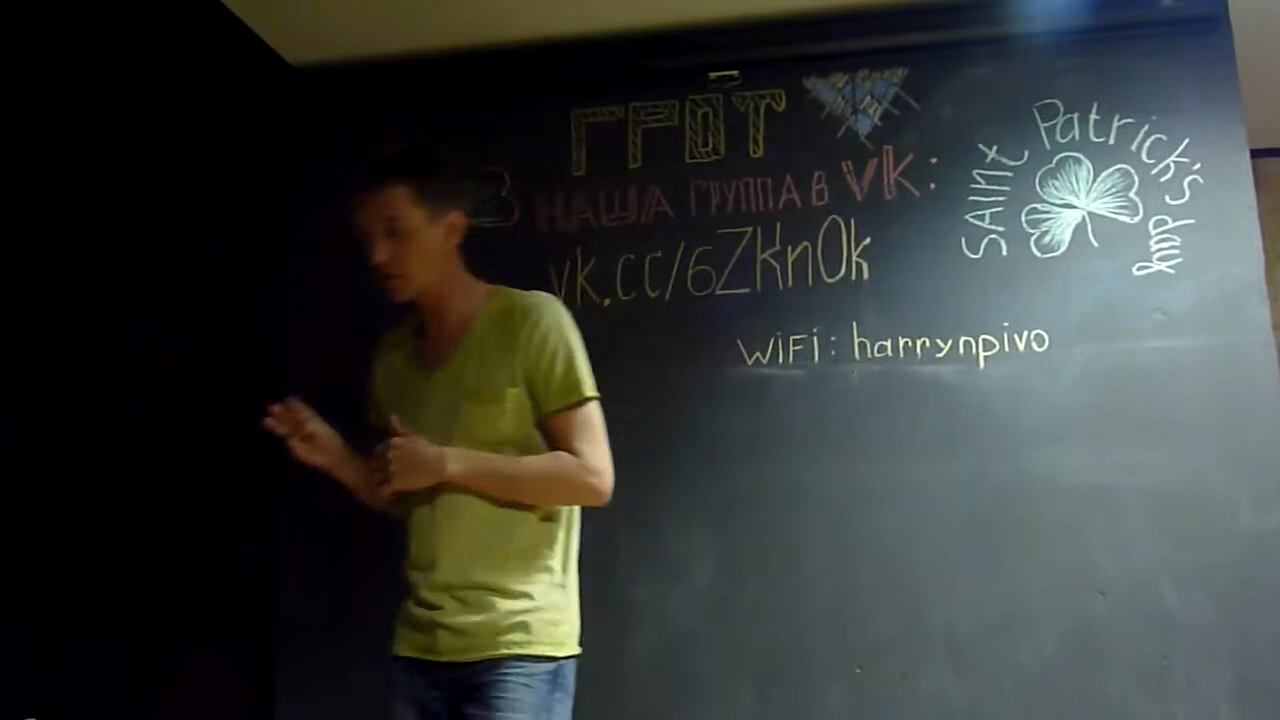 ГРОТ
НАША ГРУППА В VK:
vk.cc/6ZKnOk
WiFi: harrynpivo
SAINT Patrick's day